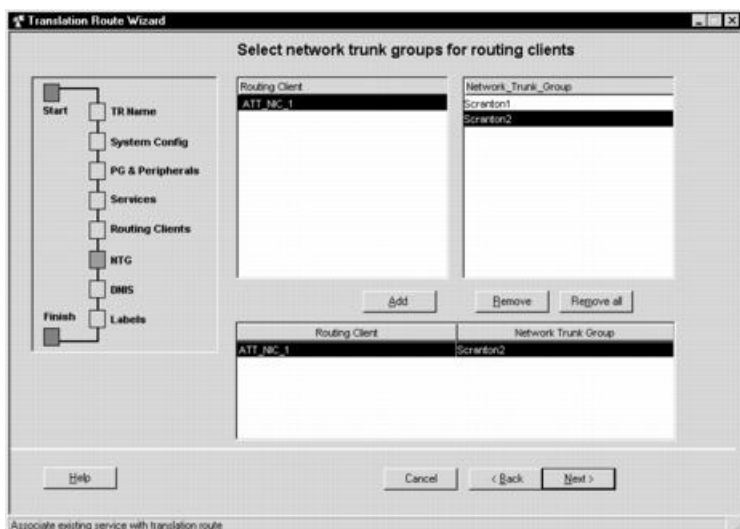 Translation Route Wizard
Select network trunk groups for routing clients
Start
TR Name
System Config
PG & Peripherals
Services
Routing Clients
NTG
DNIS
Labels
Finish
Routing Client
ATT_NIC_1
Network_Trunk_Group
Scranton1
Scranton2
Add
Remove
Remove all
Routing Client Network Trunk Group
ATT_NIC_1 Scranton2
Help
Cancel
< Back
Next >
Associate existing service with translation route